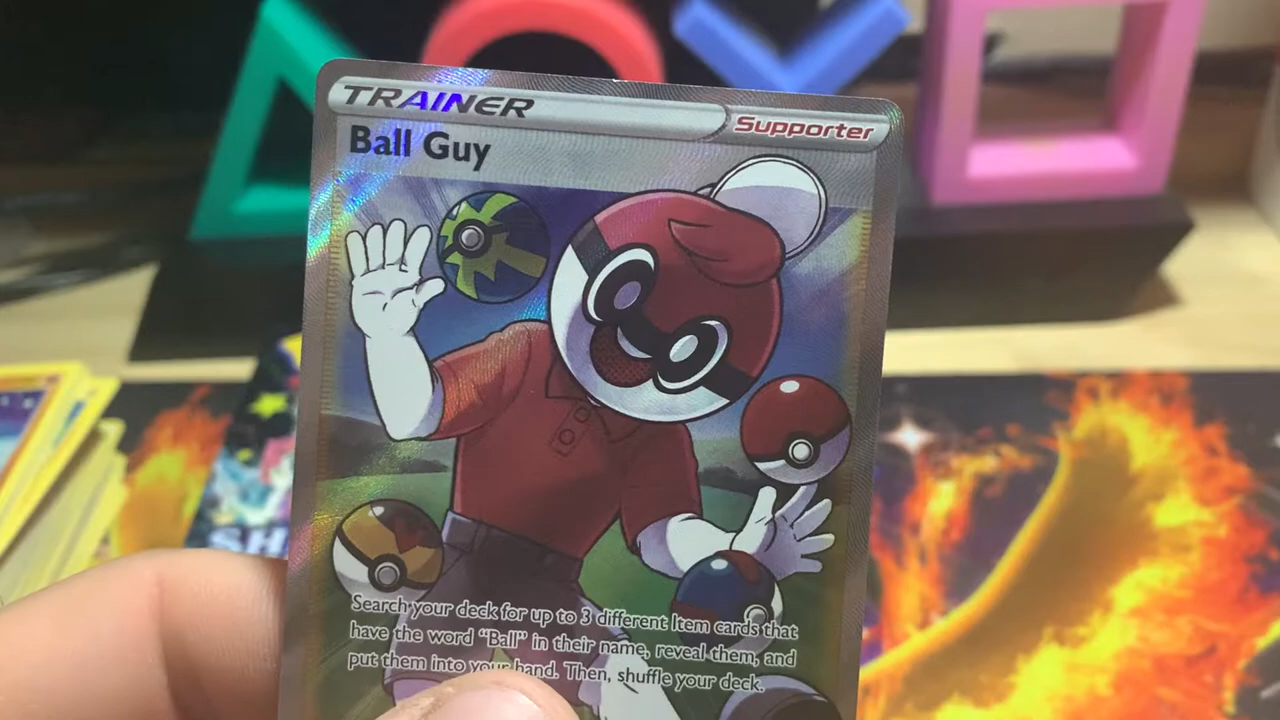 TRAINER
Supporter
Ball Guy
SH
Search your deck for up to 3 different Item cards that
have the word “Ball” in their name, reveal them, and
put them into your hand. Then, shuffle your deck.